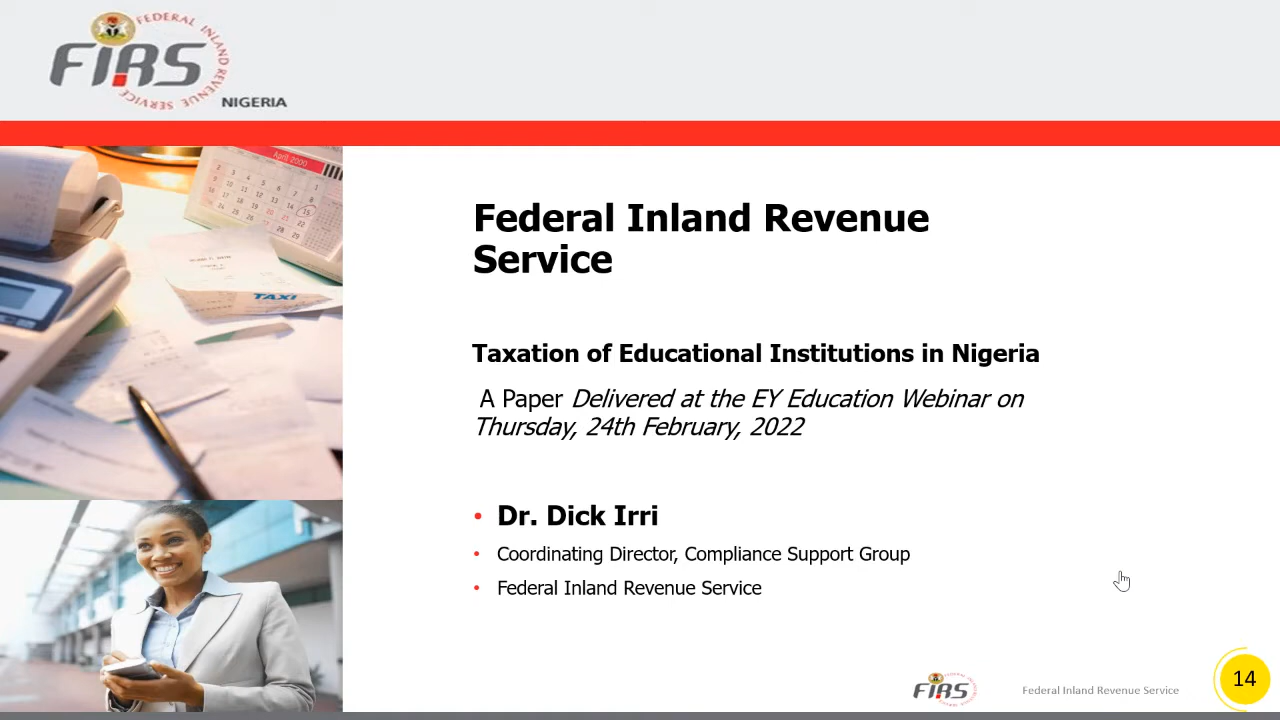 FEDERAL INLAND REVENUE SERVICE
FIRS
NIGERIA
April 2000
TAXI
Federal Inland Revenue
Service
Taxation of Educational Institutions in Nigeria
A Paper Delivered at the EY Education Webinar on
Thursday, 24th February, 2022
• Dr. Dick Irri
• Coordinating Director, Compliance Support Group
• Federal Inland Revenue Service
FIRS
Federal Inland Revenue Service
14